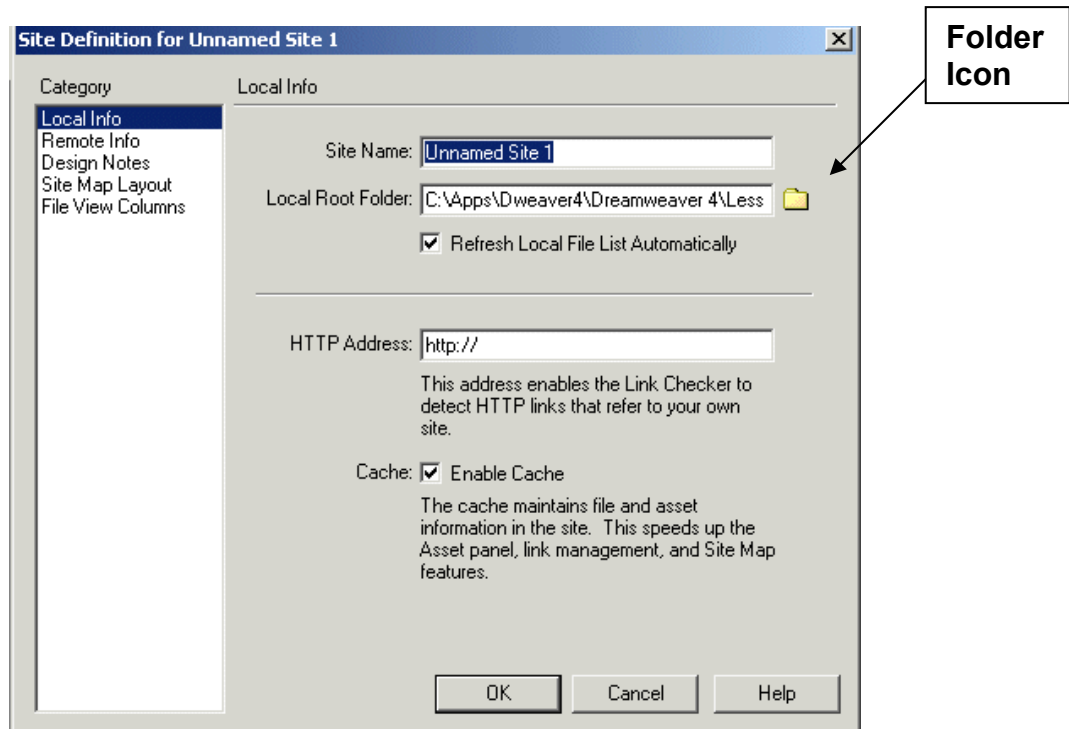 Site Definition for Unnamed Site 1
Folder
Icon
Category
Local Info
Remote Info
Design Notes
Site Map Layout
File View Columns
Local Info
Site Name: Unnamed Site 1
Local Root Folder: C:\Apps\Dweaver4\Dreamweaver 4\Less
Refresh Local File List Automatically
HTTP Address: http://
This address enables the Link Checker to
detect HTTP links that refer to your own
site.
Cache: Enable Cache
The cache maintains file and asset
information in the site.  This speeds up the
Asset panel, link management, and Site Map
features.
OK Cancel Help